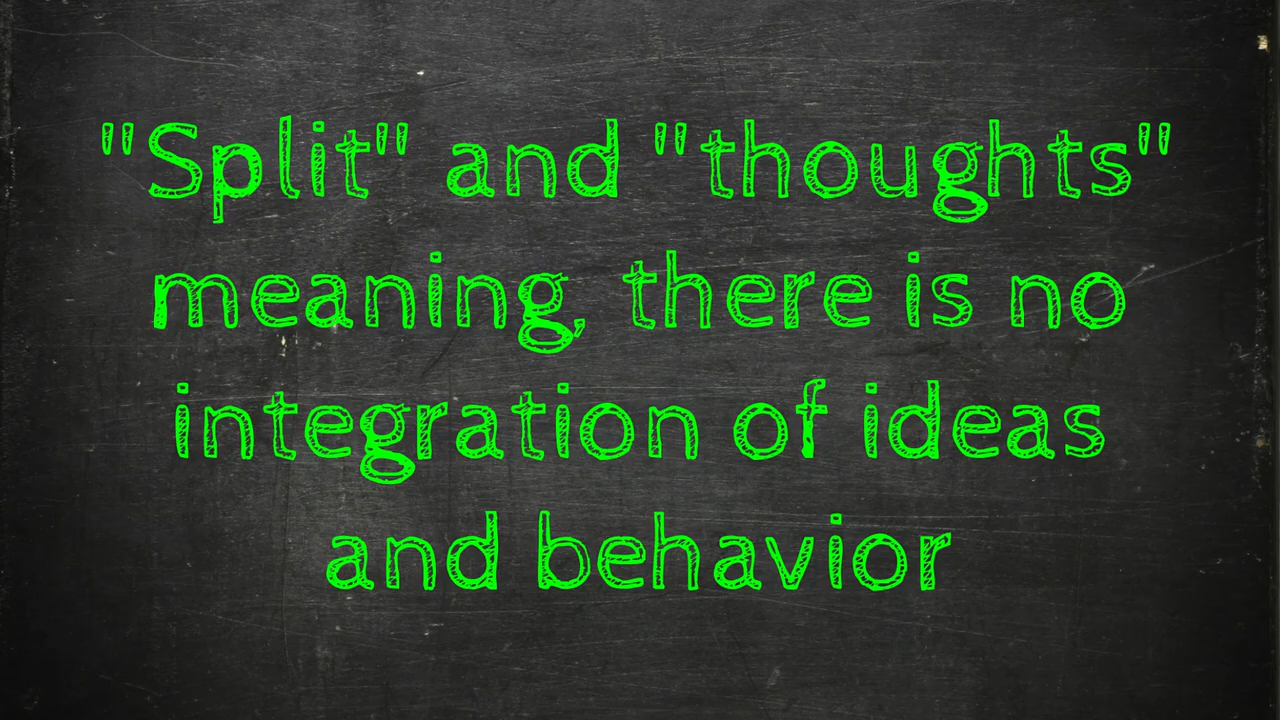 "Split" and "thoughts"
meaning, there is no
integration of ideas
and behavior